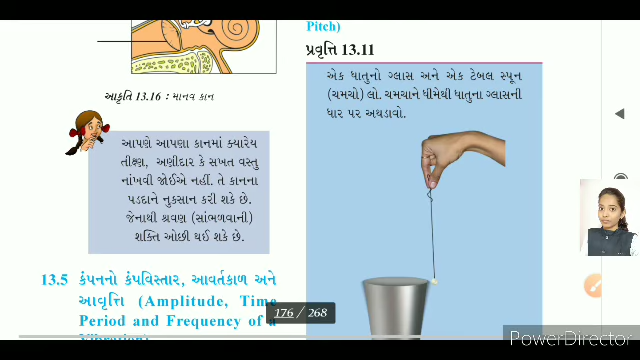 આકૃતિ 13.16 : માનવ કાન
આપણે આપણા કાનમાં ક્યારેય
તીક્ષ્ણ, અણીદાર કે સખત વસ્તુ
નાંખવી જોઈએ નહીં. તે કાનના
પડદાને નુકસાન કરી શકે છે.
જેનાથી શ્રવણ (સાંભળવાની)
શક્તિ ઓછી થઈ શકે છે.
13.5 કંપનનો કંપવિસ્તાર, આવર્તકાળ અને
આવૃત્તિ (Amplitude, Time
Period and Frequency of a
Vibration)
Pitch)
પ્રવૃત્તિ 13.11
એક ધાતુનો ગ્લાસ અને એક ટેબલ સ્પૂન
(ચમચો) લો. ચમચાને ધીમેથી ધાતુના ગ્લાસની
ધાર પર અથડાવો.
176 / 268
PowerDirector